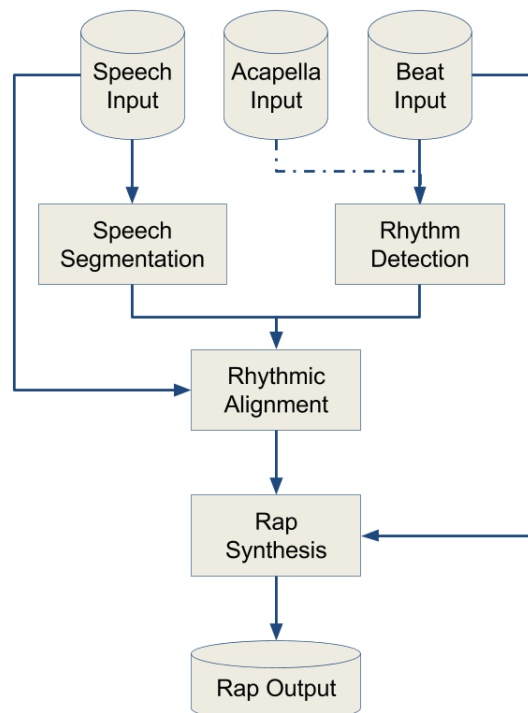 Speech
Input
Acapella
Input
Beat
Input
Speech
Segmentation
Rhythm
Detection
Rhythmic
Alignment
Rap
Synthesis
Rap Output